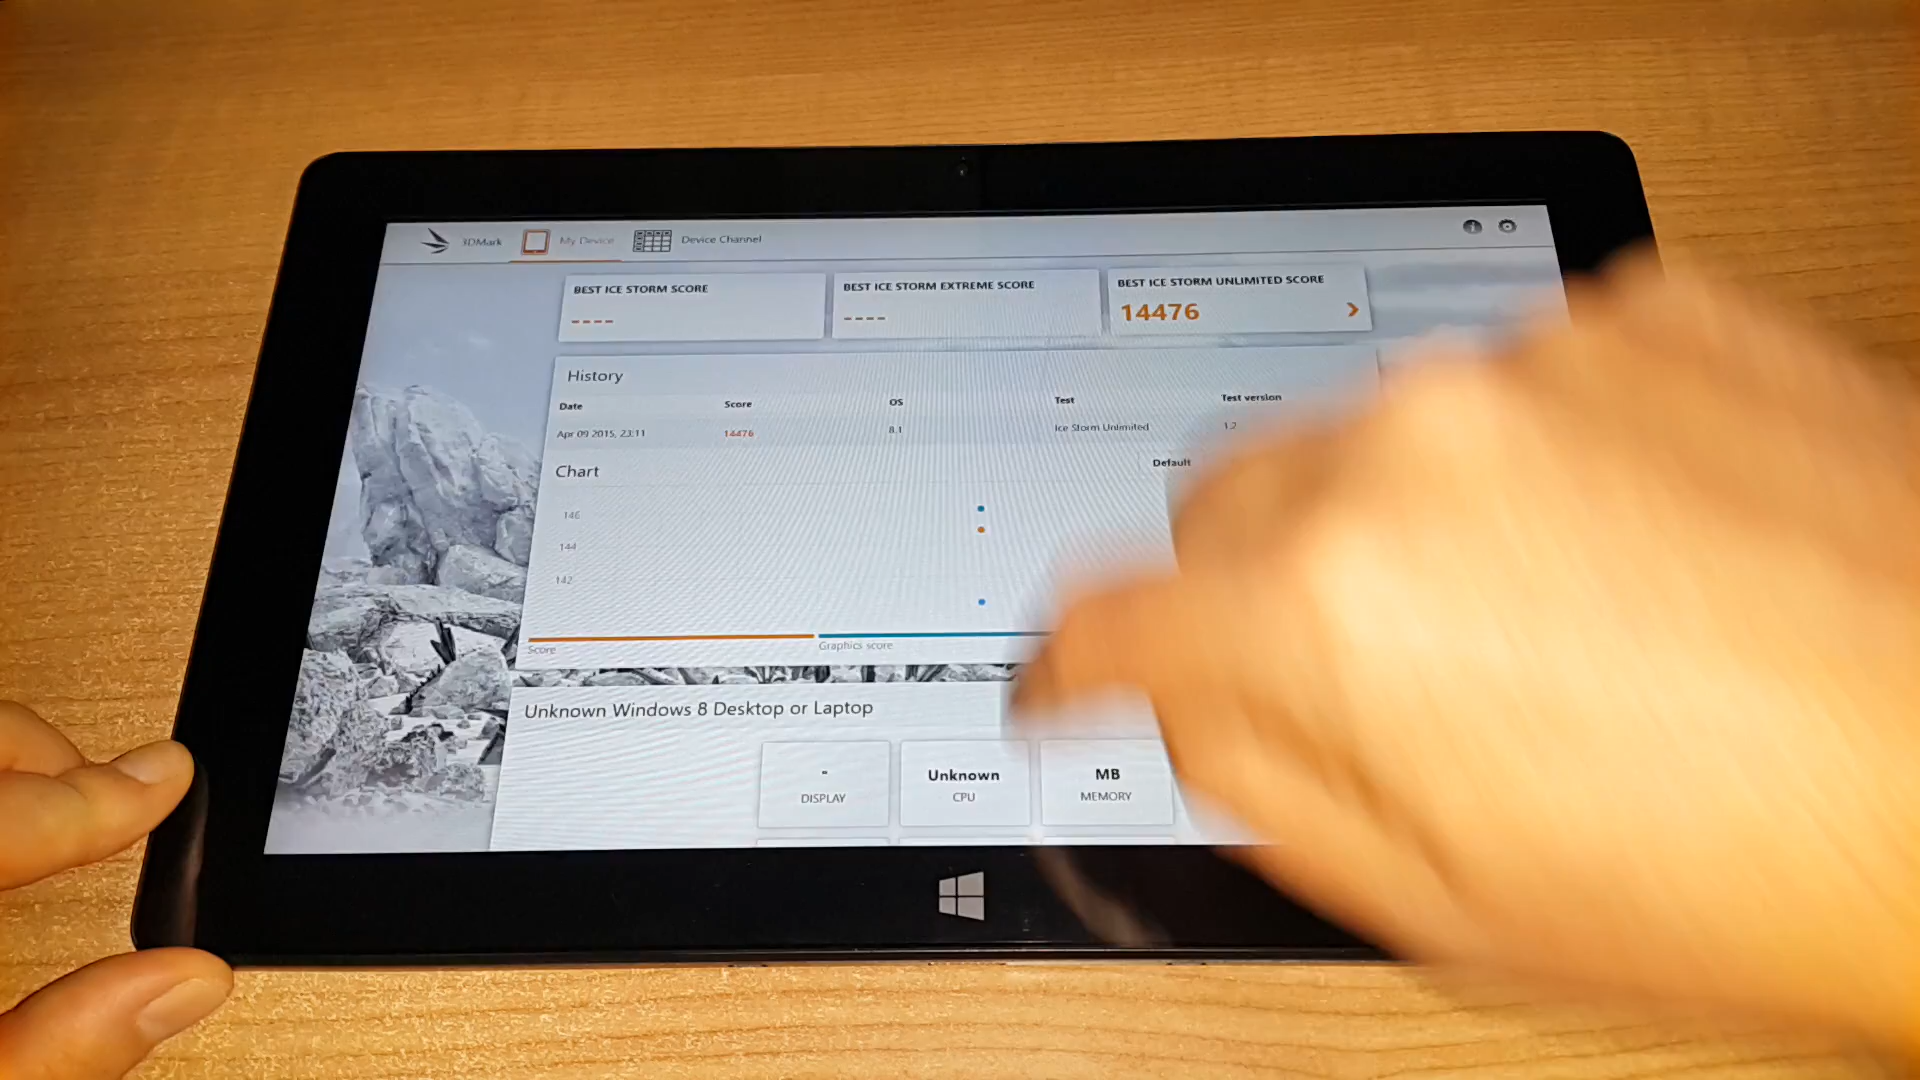 3DMark My Device Device Channel
BEST ICE STORM SCORE
----
BEST ICE STORM EXTREME SCORE
----
BEST ICE STORM UNLIMITED SCORE
14476
History
Date Score OS Test Test version
Apr 09 2015, 23:11 14476 8.1 Ice Storm Unlimited 1.2
Chart
Default
146
144
142
Score Graphics score
Unknown Windows 8 Desktop or Laptop
-
DISPLAY
Unknown
CPU
MB
MEMORY